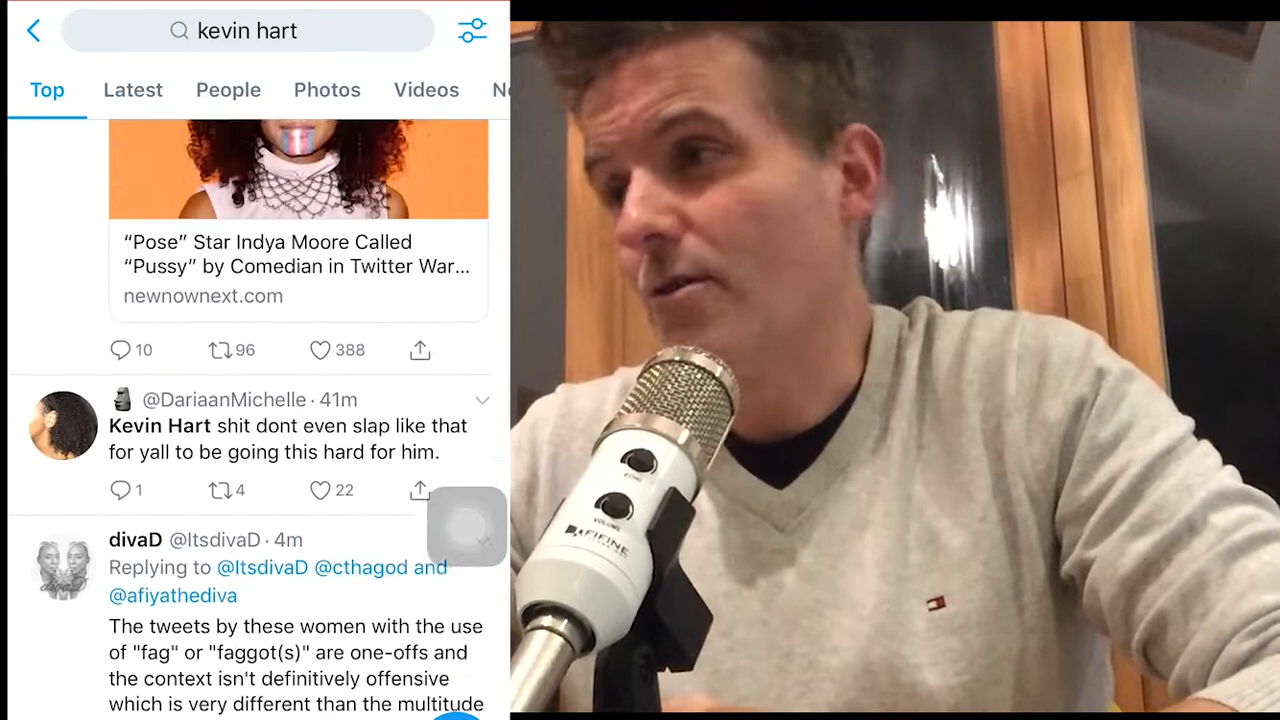 kevin hart
Top Latest People Photos Videos
“Pose” Star Indya Moore Called
“Pussy” by Comedian in Twitter War...
newnownext.com
10 96 388
@DariaanMichelle · 41m
Kevin Hart shit dont even slap like that
for yall to be going this hard for him.
1 4 22
divaD @ItsdivaD · 4m
Replying to @ItsdivaD @cthagod and
@afiyathediva
The tweets by these women with the use
of "fag" or "faggot(s)" are one-offs and
the context isn't definitively offensive
which is very different than the multitude
ECHO
VOLUME
FIFINE